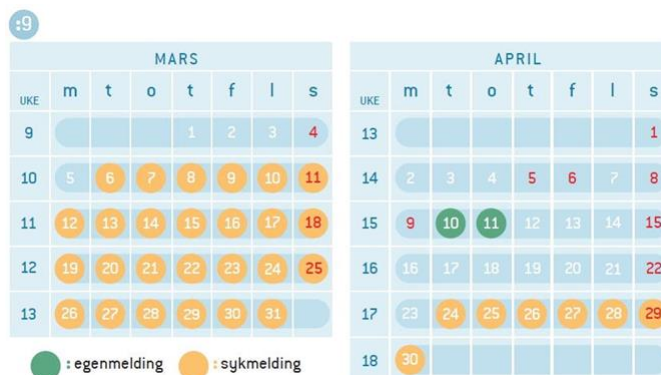 :9
MARS
UKE m t o t f l s
9 1 2 3 4
10 5 6 7 8 9 10 11
11 12 13 14 15 16 17 18
12 19 20 21 22 23 24 25
13 26 27 28 29 30 31
: egenmelding : sykmelding
APRIL
UKE m t o t f l s
13 1
14 2 3 4 5 6 7 8
15 9 10 11 12 13 14 15
16 16 17 18 19 20 21 22
17 23 24 25 26 27 28 29
18 30